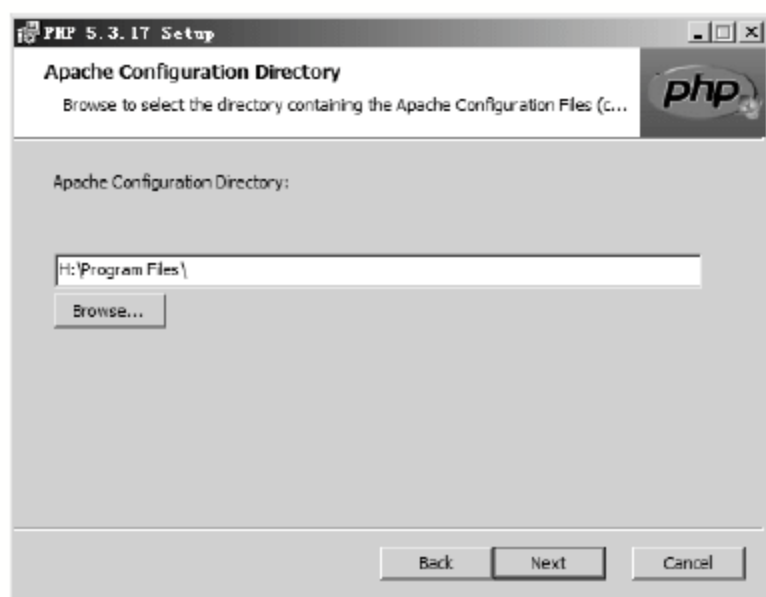 PHP 5.3.17 Setup
Apache Configuration Directory
Browse to select the directory containing the Apache Configuration Files (c...
php
Apache Configuration Directory:
H:\Program Files\
Browse...
Back Next Cancel